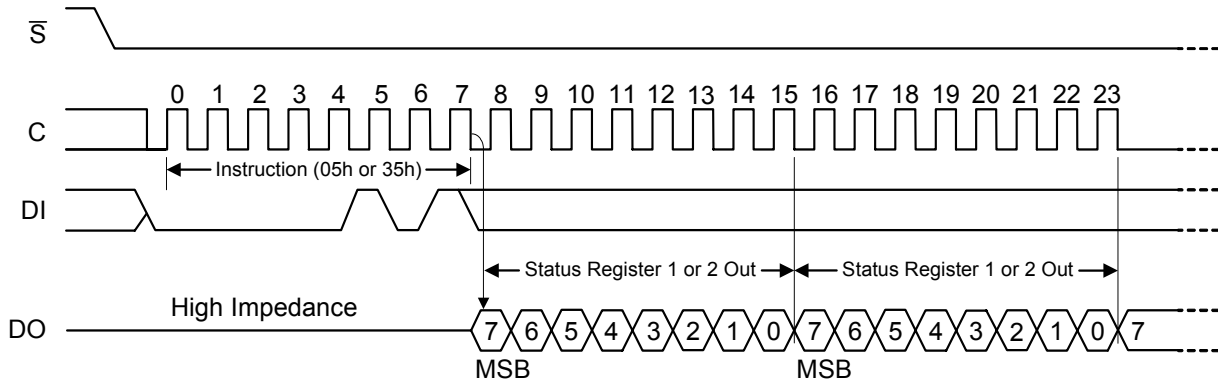 S̅
0 1 2 3 4 5 6 7 8 9 10 11 12 13 14 15 16 17 18 19 20 21 22 23
C
Instruction (05h or 35h)
DI
Status Register 1 or 2 Out Status Register 1 or 2 Out
High Impedance
DO 7 6 5 4 3 2 1 0 7 6 5 4 3 2 1 0 7
MSB MSB